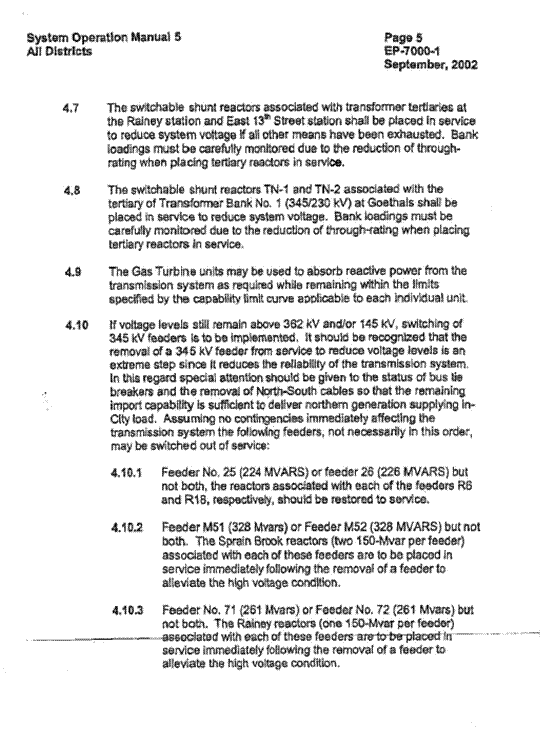 System Operation Manual 5
All Districts
Page 5
EP-7000-1
September, 2002
4.7 The switchable shunt reactors associated with transformer tertiaries at
the Rainey station and East 13th Street station shall be placed in service
to reduce system voltage if all other means have been exhausted. Bank
loadings must be carefully monitored due to the reduction of through-
rating when placing tertiary reactors in service.
4.8 The switchable shunt reactors TN-1 and TN-2 associated with the
tertiary of Transformer Bank No. 1 (345/230 kV) at Goethals shall be
placed in service to reduce system voltage. Bank loadings must be
carefully monitored due to the reduction of through-rating when placing
tertiary reactors in service.
4.9 The Gas Turbine units may be used to absorb reactive power from the
transmission system as required while remaining within the limits
specified by the capability limit curve applicable to each individual unit.
4.10 If voltage levels still remain above 362 kV and/or 145 kV, switching of
345 kV feeders is to be implemented. It should be recognized that the
removal of a 345 kV feeder from service to reduce voltage levels is an
extreme step since it reduces the reliability of the transmission system.
In this regard special attention should be given to the status of bus tie
breakers and the removal of North-South cables so that the remaining
import capability is sufficient to deliver northern generation supplying in-
City load. Assuming no contingencies immediately affecting the
transmission system the following feeders, not necessarily in this order,
may be switched out of service:
4.10.1 Feeder No. 25 (224 MVARS) or feeder 26 (226 MVARS) but
not both, the reactors associated with each of the feeders R6
and R18, respectively, should be restored to service.
4.10.2 Feeder M51 (328 Mvars) or Feeder M52 (328 MVARS) but not
both. The Sprain Brook reactors (two 150-Mvar per feeder)
associated with each of these feeders are to be placed in
service immediately following the removal of a feeder to
alleviate the high voltage condition.
4.10.3 Feeder No. 71 (261 Mvars) or Feeder No. 72 (261 Mvars) but
not both. The Rainey reactors (one 150-Mvar per feeder)
associated with each of these feeders are to be placed in
service immediately following the removal of a feeder to
alleviate the high voltage condition.